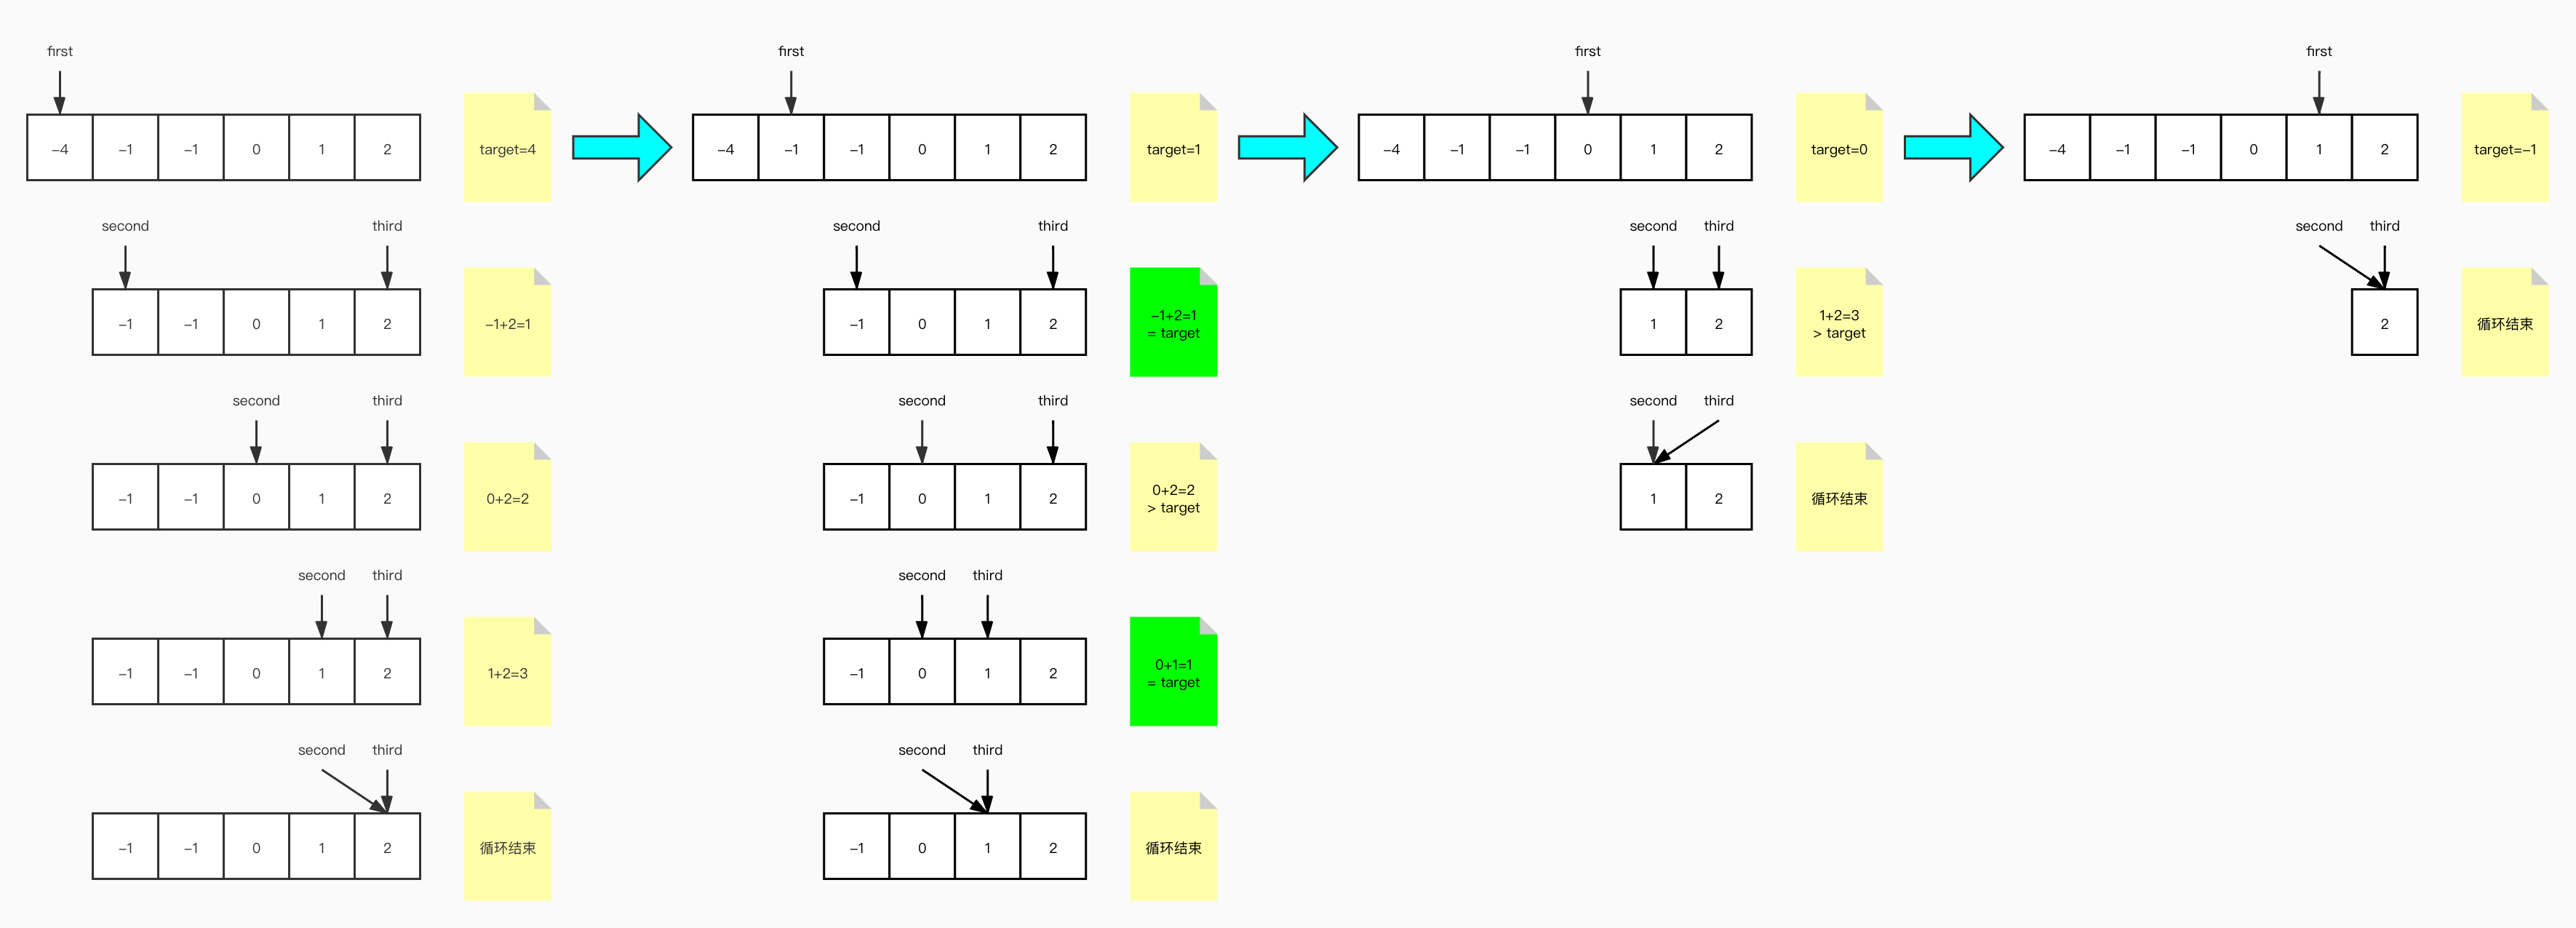 first
-4 -1 -1 0 1 2
target=4
second third
-1 -1 0 1 2
-1+2=1
second third
-1 -1 0 1 2
0+2=2
second third
-1 -1 0 1 2
1+2=3
second third
-1 -1 0 1 2
循环结束
first
-4 -1 -1 0 1 2
target=1
second third
-1 0 1 2
-1+2=1
= target
second third
-1 0 1 2
0+2=2
> target
second third
-1 0 1 2
0+1=1
= target
second third
-1 0 1 2
循环结束
first
-4 -1 -1 0 1 2
target=0
second third
1 2
1+2=3
> target
second third
1 2
循环结束
first
-4 -1 -1 0 1 2
target=-1
second third
2
循环结束